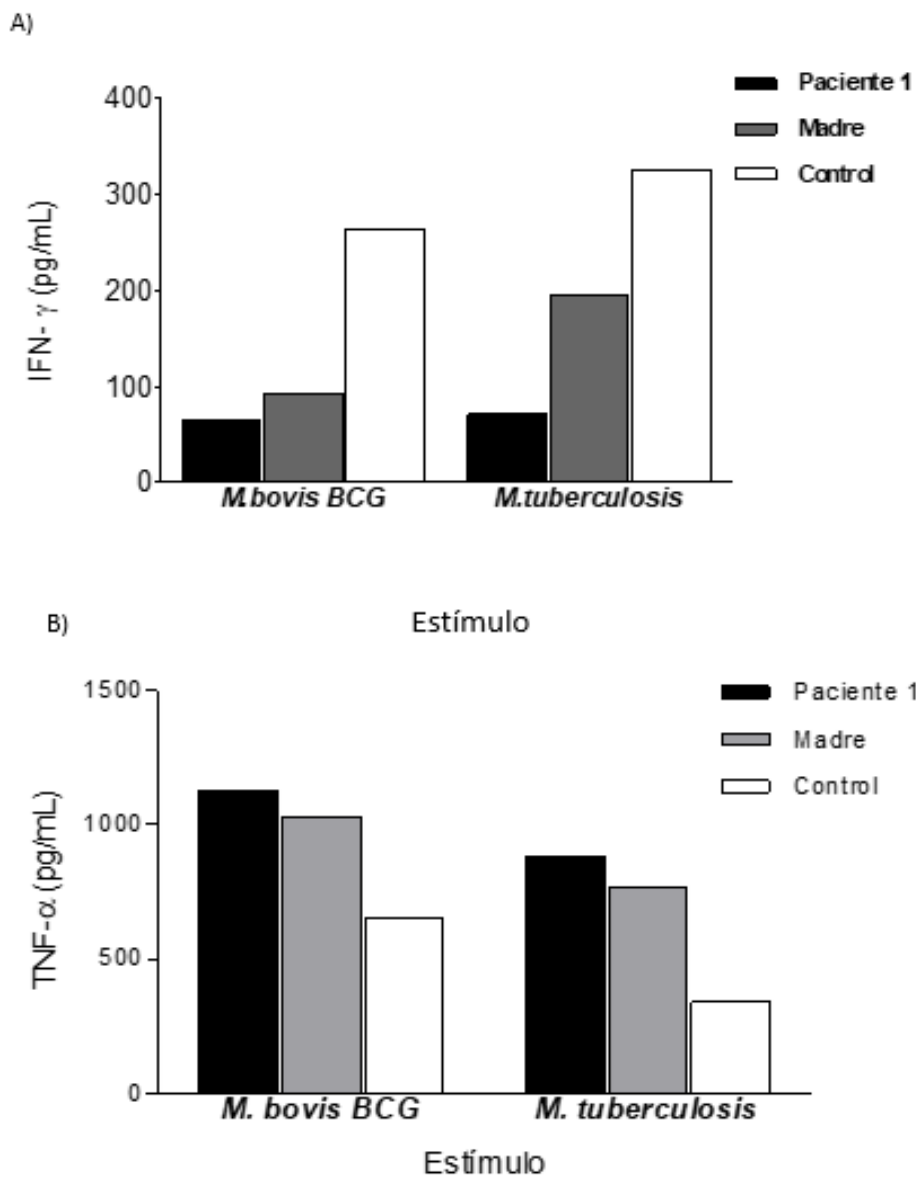 A)
Paciente 1
Madre
Control
400
300
200
100
0
IFN- γ (pg/mL)
M.bovis BCG
M.tuberculosis
Estímulo
B)
Paciente 1
Madre
Control
1500
1000
500
0
TNF-α (pg/mL)
M. bovis BCG
M. tuberculosis
Estímulo